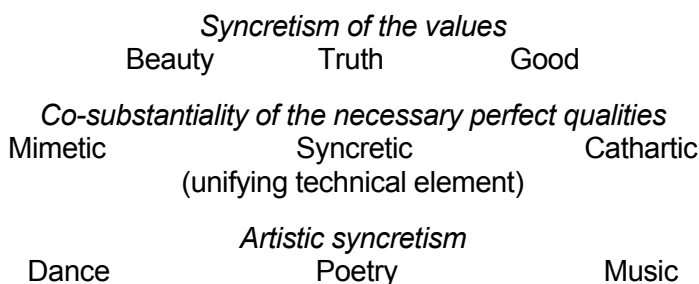 Syncretism of the values
Beauty Truth Good
Co-substantiality of the necessary perfect qualities
Mimetic Syncretic Cathartic
(unifying technical element)
Artistic syncretism
Dance Poetry Music